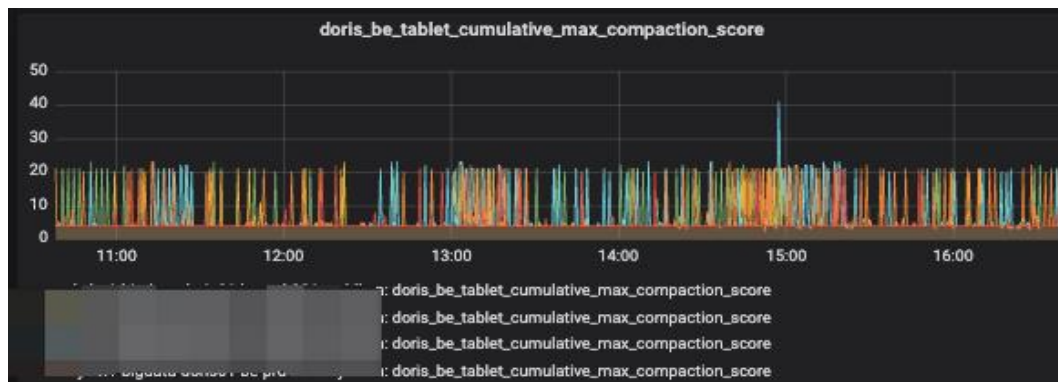 doris_be_tablet_cumulative_max_compaction_score
50
40
30
20
10
0
11:00 12:00 13:00 14:00 15:00 16:00
doris_be_tablet_cumulative_max_compaction_score
doris_be_tablet_cumulative_max_compaction_score
doris_be_tablet_cumulative_max_compaction_score
doris_be_tablet_cumulative_max_compaction_score